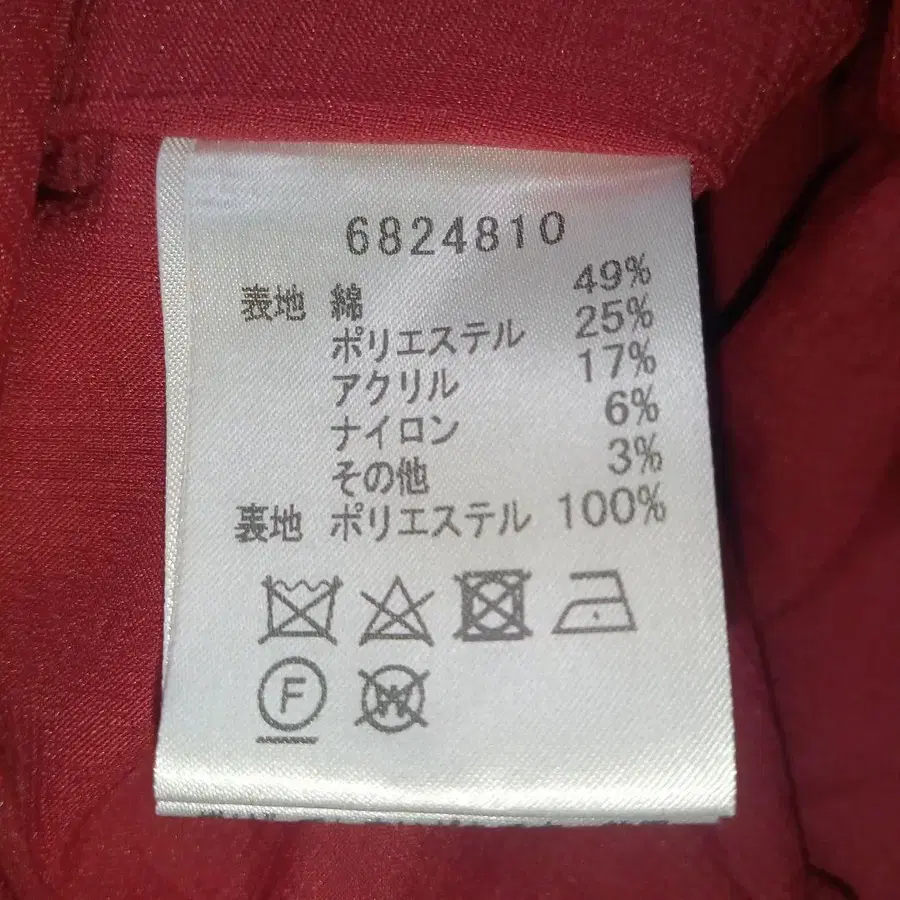 6824810
表地 綿 49%
ポリエステル 25%
アクリル 17%
ナイロン 6%
その他 3%
裏地 ポリエステル 100%
F W